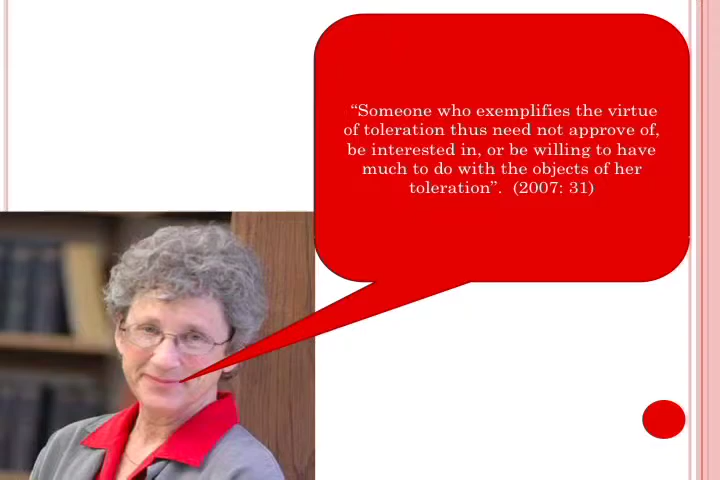 “Someone who exemplifies the virtue
of toleration thus need not approve of,
be interested in, or be willing to have
much to do with the objects of her
toleration”.  (2007: 31)